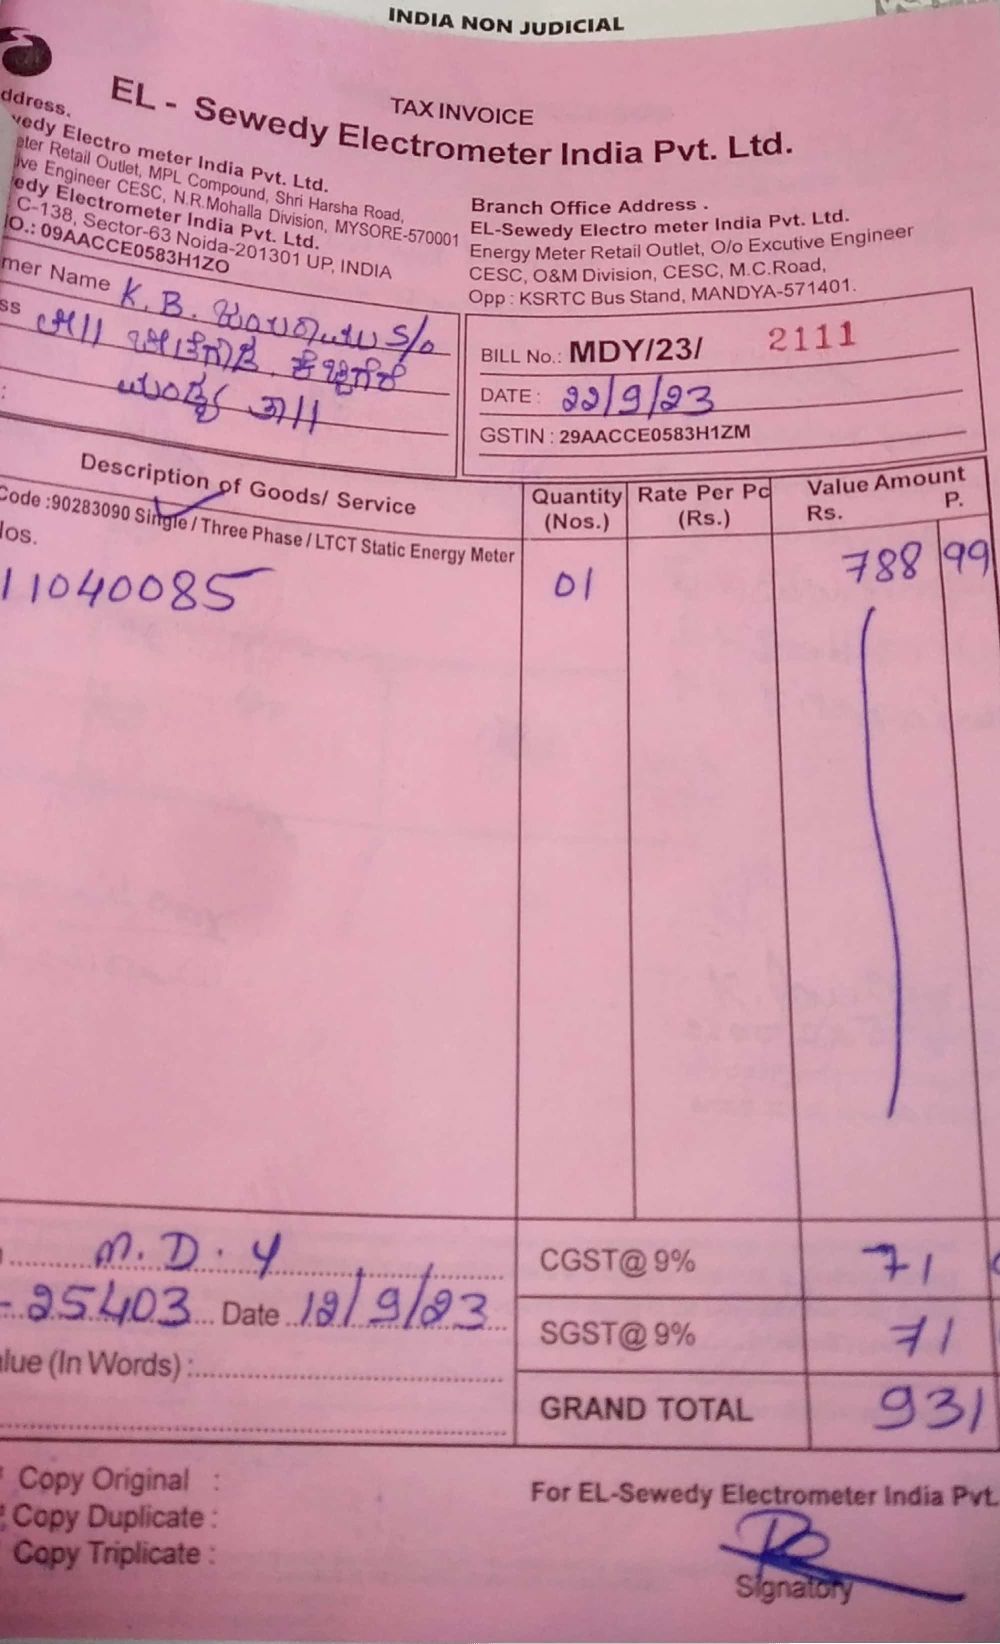 INDIA NON JUDICIAL
TAX INVOICE
EL - Sewedy Electrometer India Pvt. Ltd.
ddress.
wedy Electro meter India Pvt. Ltd.
eter Retail Outlet, MPL Compound, Shri Harsha Road,
ive Engineer CESC, N.R.Mohalla Division, MYSORE-570001
edy Electrometer India Pvt. Ltd.
C-138, Sector-63 Noida-201301 UP, INDIA
O.: 09AACCE0583H1ZO
Branch Office Address .
EL-Sewedy Electro meter India Pvt. Ltd.
Energy Meter Retail Outlet, O/o Excutive Engineer
CESC, O&M Division, CESC, M.C.Road,
Opp : KSRTC Bus Stand, MANDYA-571401.
mer Name K. B. S/o
ss
ಮಂಡ್ಯ ತಾ||
BILL No.: MDY/23/ 2111
DATE : 22/9/23
GSTIN : 29AACCE0583H1ZM
Description of Goods/ Service
Quantity (Nos.)
Rate Per Pc (Rs.)
Value Amount
Rs. P.
Code :90283090 Single / Three Phase / LTCT Static Energy Meter
los.
11040085 01 788 99
M.D.Y
CGST@ 9% 71
25403 Date 12/9/23
SGST@ 9% 71
alue (In Words) :
GRAND TOTAL 931
Copy Original :
Copy Duplicate :
Copy Triplicate :
For EL-Sewedy Electrometer India Pvt.
Signatory